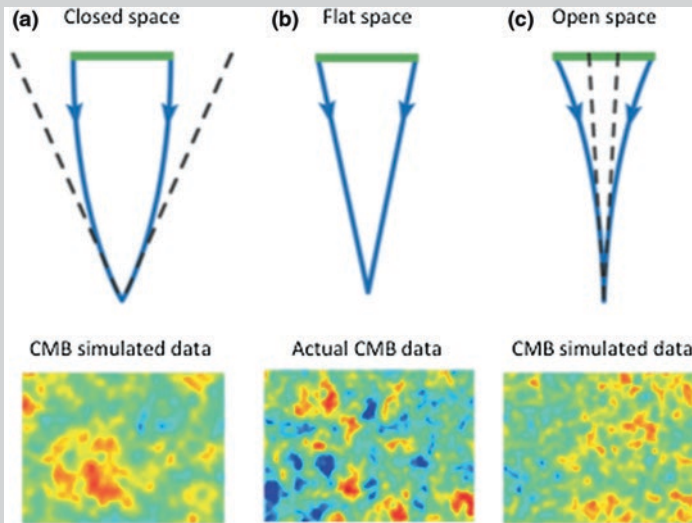 (a) Closed space
(b) Flat space
(c) Open space
CMB simulated data
Actual CMB data
CMB simulated data